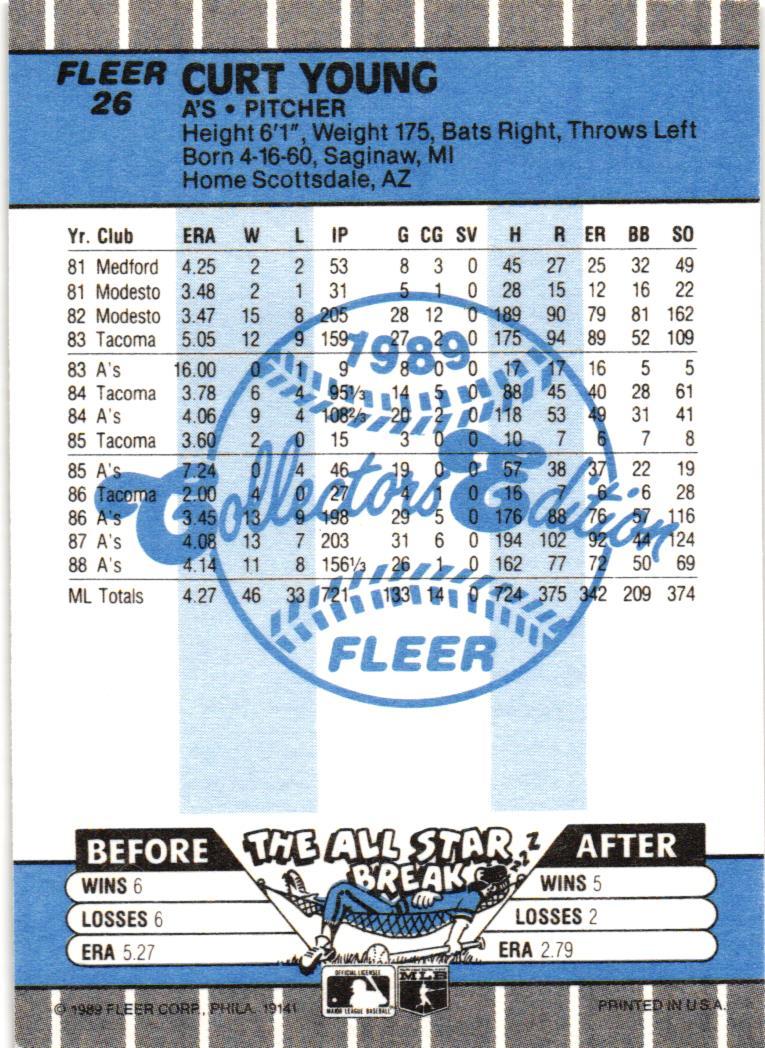 FLEER CURT YOUNG
26 A'S • PITCHER
Height 6'1", Weight 175, Bats Right, Throws Left
Born 4-16-60, Saginaw, MI
Home Scottsdale, AZ
Yr. Club ERA W L IP G CG SV H R ER BB SO
81 Medford 4.25 2 2 53 8 3 0 45 27 25 32 49
81 Modesto 3.48 2 1 31 5 1 0 28 15 12 16 22
82 Modesto 3.47 15 8 205 28 12 0 189 90 79 81 162
83 Tacoma 5.05 12 9 159 27 2 0 175 94 89 52 109
83 A's 16.00 0 1 9 8 0 0 17 17 16 5 5
84 Tacoma 3.78 6 4 95⅓ 14 5 0 88 45 40 28 61
84 A's 4.06 9 4 108⅔ 20 2 0 118 53 49 31 41
85 Tacoma 3.60 2 0 15 3 0 0 10 7 6 7 8
85 A's 7.24 0 4 46 19 0 0 57 38 37 22 19
86 Tacoma 2.00 4 0 27 4 1 0 16 7 6 6 28
86 A's 3.45 13 9 198 29 5 0 176 88 76 57 116
87 A's 4.08 13 7 203 31 6 0 194 102 92 44 124
88 A's 4.14 11 8 156⅓ 26 1 0 162 77 72 50 69
ML Totals 4.27 46 33 721 133 14 0 724 375 342 209 374
1989
Collectors Edition
FLEER
BEFORE THE ALL STAR BREAK AFTER
ZZZ
WINS 6 WINS 5
LOSSES 6 LOSSES 2
ERA 5.27 ERA 2.79
OFFICIAL LICENSEE
MAJOR LEAGUE BASEBALL
MLB
© 1989 FLEER CORP., PHILA. 19141 PRINTED IN U.S.A.